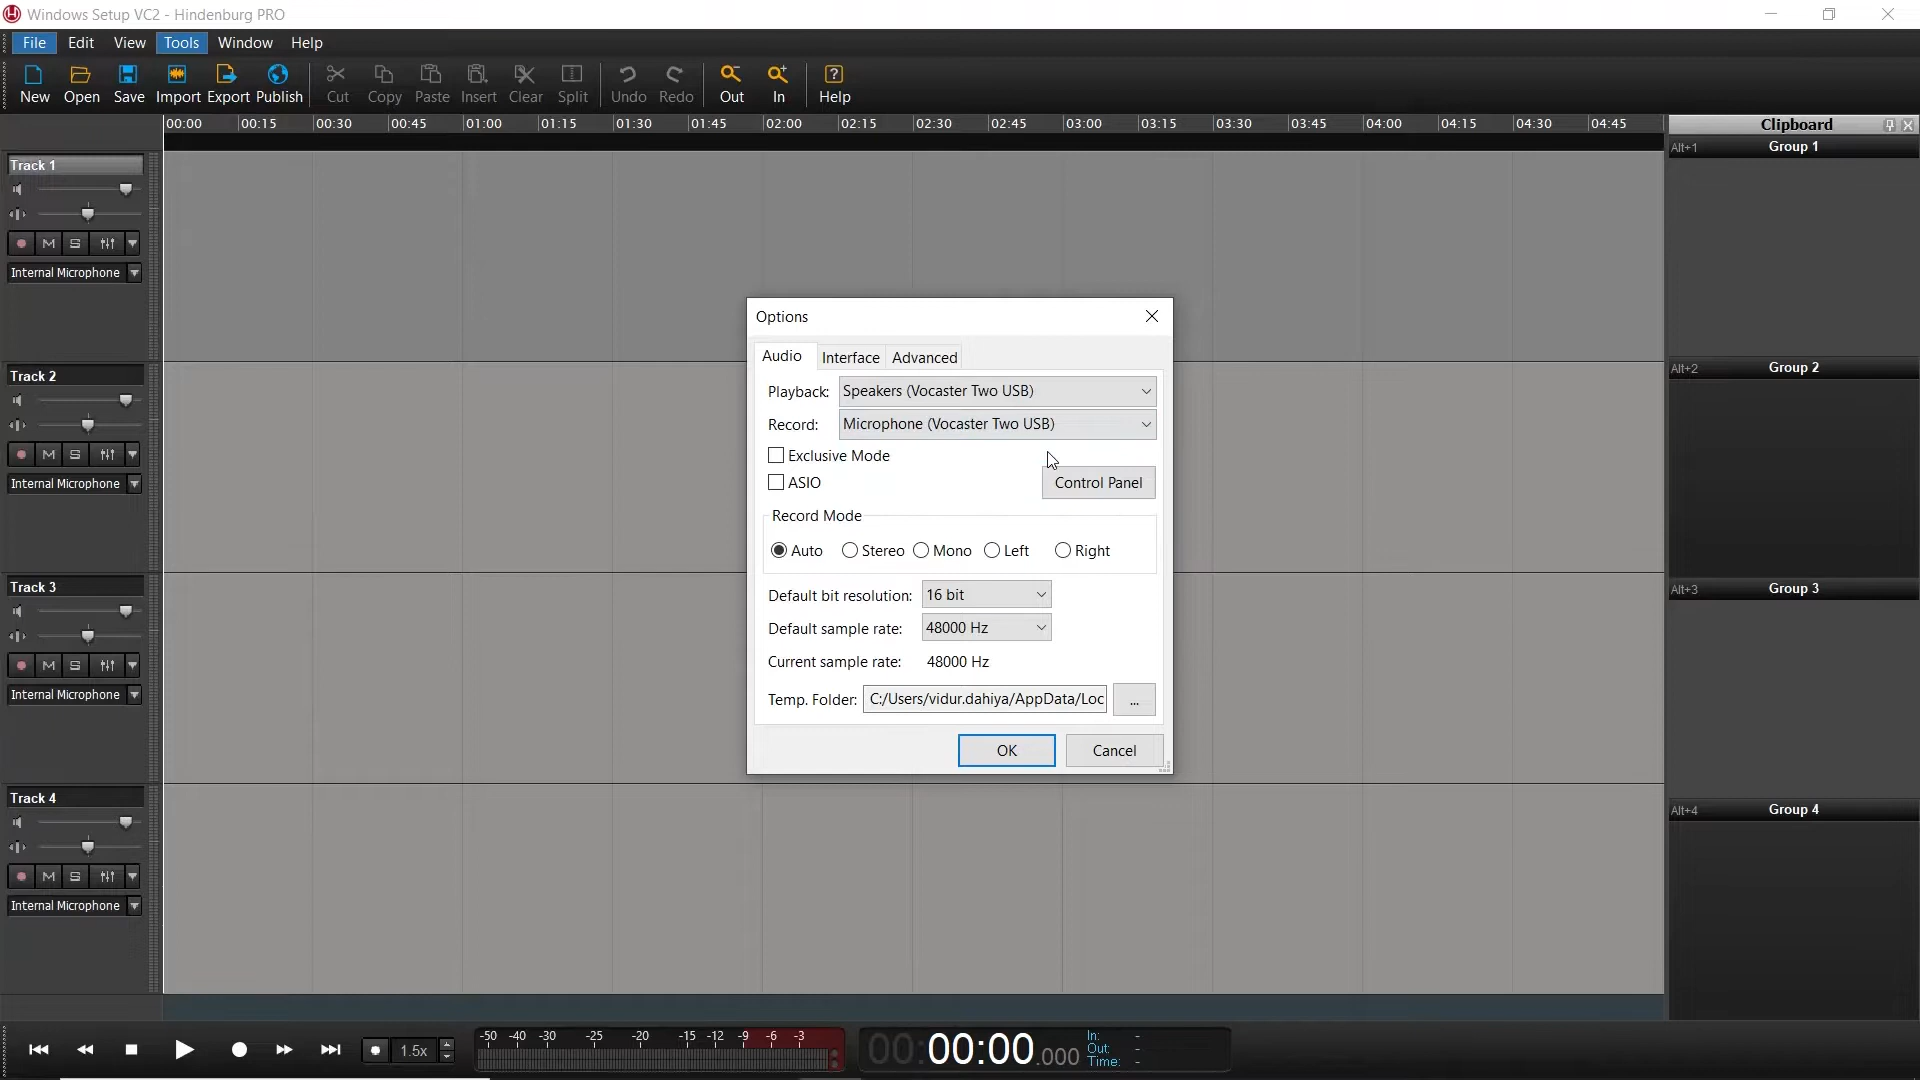 Windows Setup VC2 - Hindenburg PRO
File Edit View Tools Window Help
New Open Save Import Export Publish Cut Copy Paste Insert Clear Split Undo Redo Out In Help
00:00 00:15 00:30 00:45 01:00 01:15 01:30 01:45 02:00 02:15 02:30 02:45 03:00 03:15 03:30 03:45 04:00 04:15 04:30 04:45
Clipboard
Alt+1 Group 1
Track 1
M S
Internal Microphone
Options
Audio Interface Advanced
Playback: Speakers (Vocaster Two USB)
Record: Microphone (Vocaster Two USB)
Exclusive Mode
ASIO Control Panel
Record Mode
Auto Stereo Mono Left Right
Default bit resolution: 16 bit
Default sample rate: 48000 Hz
Current sample rate: 48000 Hz
Temp. Folder: C:/Users/vidur.dahiya/AppData/Loc ...
OK Cancel
Alt+2 Group 2
Track 2
M S
Internal Microphone
Alt+3 Group 3
Track 3
M S
Internal Microphone
Alt+4 Group 4
Track 4
M S
Internal Microphone
1.5x
-50 -40 -30 -25 -20 -15 -12 -9 -6 -3
00:00:00.000
In: -
Out: -
Time: -